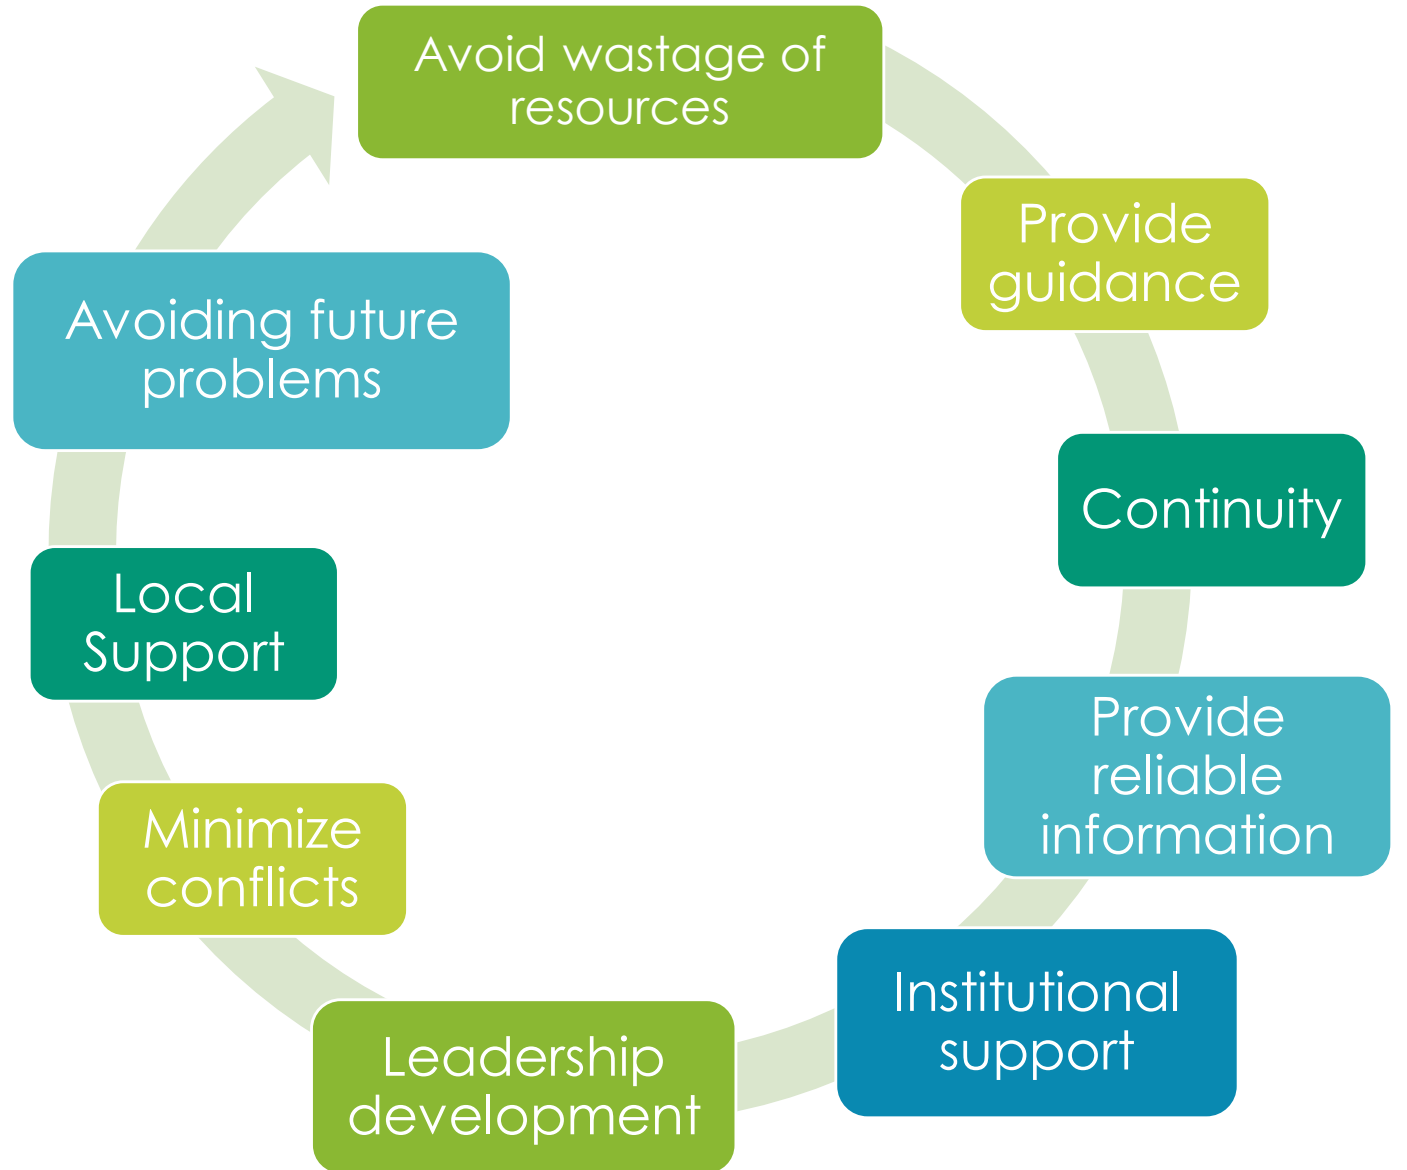 Avoid wastage of
resources
Provide
guidance
Continuity
Provide
reliable
information
Institutional
support
Leadership
development
Minimize
conflicts
Local
Support
Avoiding future
problems